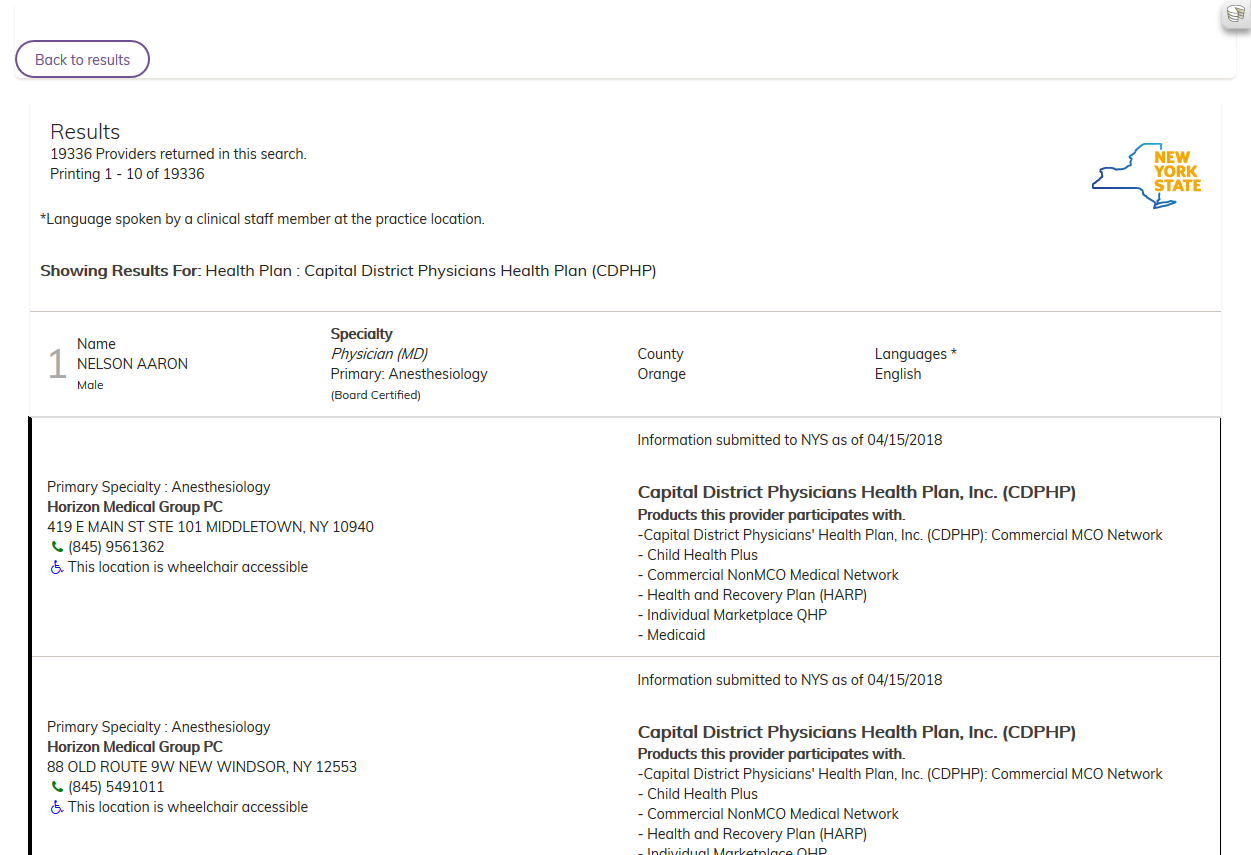 Back to results
Results
19336 Providers returned in this search.
Printing 1 - 10 of 19336
NEW
YORK
STATE
*Language spoken by a clinical staff member at the practice location.
Showing Results For: Health Plan : Capital District Physicians Health Plan (CDPHP)
1
Name
NELSON AARON
Male
Specialty
Physician (MD)
Primary: Anesthesiology
(Board Certified)
County
Orange
Languages *
English
Information submitted to NYS as of 04/15/2018
Primary Specialty : Anesthesiology
Horizon Medical Group PC
419 E MAIN ST STE 101 MIDDLETOWN, NY 10940
(845) 9561362
This location is wheelchair accessible
Capital District Physicians Health Plan, Inc. (CDPHP)
Products this provider participates with.
-Capital District Physicians' Health Plan, Inc. (CDPHP): Commercial MCO Network
- Child Health Plus
- Commercial NonMCO Medical Network
- Health and Recovery Plan (HARP)
- Individual Marketplace QHP
- Medicaid
Information submitted to NYS as of 04/15/2018
Primary Specialty : Anesthesiology
Horizon Medical Group PC
88 OLD ROUTE 9W NEW WINDSOR, NY 12553
(845) 5491011
This location is wheelchair accessible
Capital District Physicians Health Plan, Inc. (CDPHP)
Products this provider participates with.
-Capital District Physicians' Health Plan, Inc. (CDPHP): Commercial MCO Network
- Child Health Plus
- Commercial NonMCO Medical Network
- Health and Recovery Plan (HARP)
- Individual Marketplace QHP